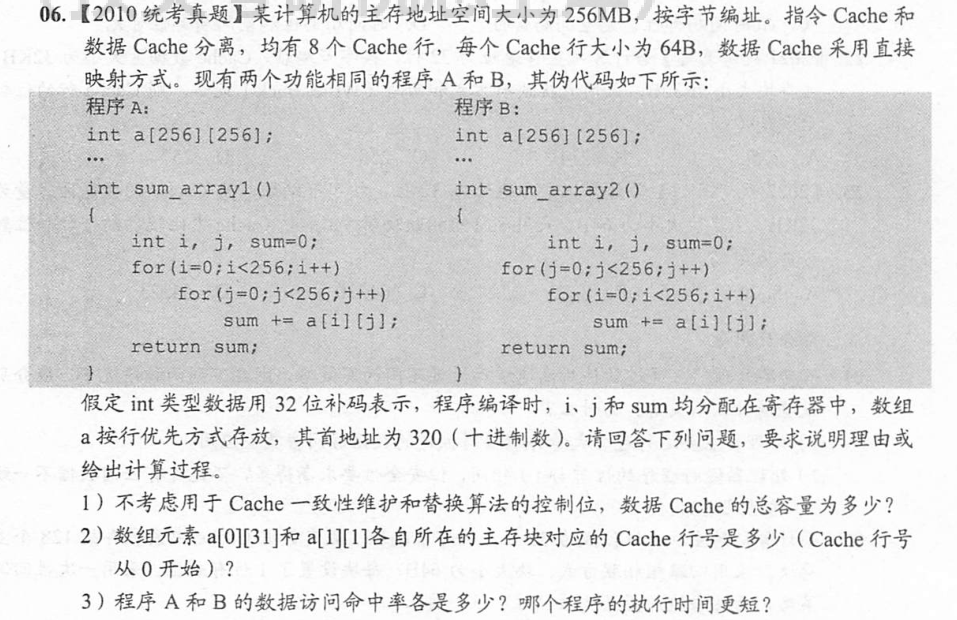 06.【2010 统考真题】某计算机的主存地址空间大小为 256MB，按字节编址。指令 Cache 和
数据 Cache 分离，均有 8 个 Cache 行，每个 Cache 行大小为 64B，数据 Cache 采用直接
映射方式。现有两个功能相同的程序 A 和 B，其伪代码如下所示：
程序 A: 程序 B:
int a[256][256]; int a[256][256];
… …
int sum_array1() int sum_array2()
{ {
int i, j, sum=0; int i, j, sum=0;
for(i=0;i<256;i++) for(j=0;j<256;j++)
for(j=0;j<256;j++) for(i=0;i<256;i++)
sum += a[i][j]; sum += a[i][j];
return sum; return sum;
} }
假定 int 类型数据用 32 位补码表示，程序编译时，i、j 和 sum 均分配在寄存器中，数组
a 按行优先方式存放，其首地址为 320（十进制数）。请回答下列问题，要求说明理由或
给出计算过程。
1）不考虑用于 Cache 一致性维护和替换算法的控制位，数据 Cache 的总容量为多少？
2）数组元素 a[0][31]和 a[1][1]各自所在的主存块对应的 Cache 行号是多少（Cache 行号
从 0 开始）？
3）程序 A 和 B 的数据访问命中率各是多少？哪个程序的执行时间更短？